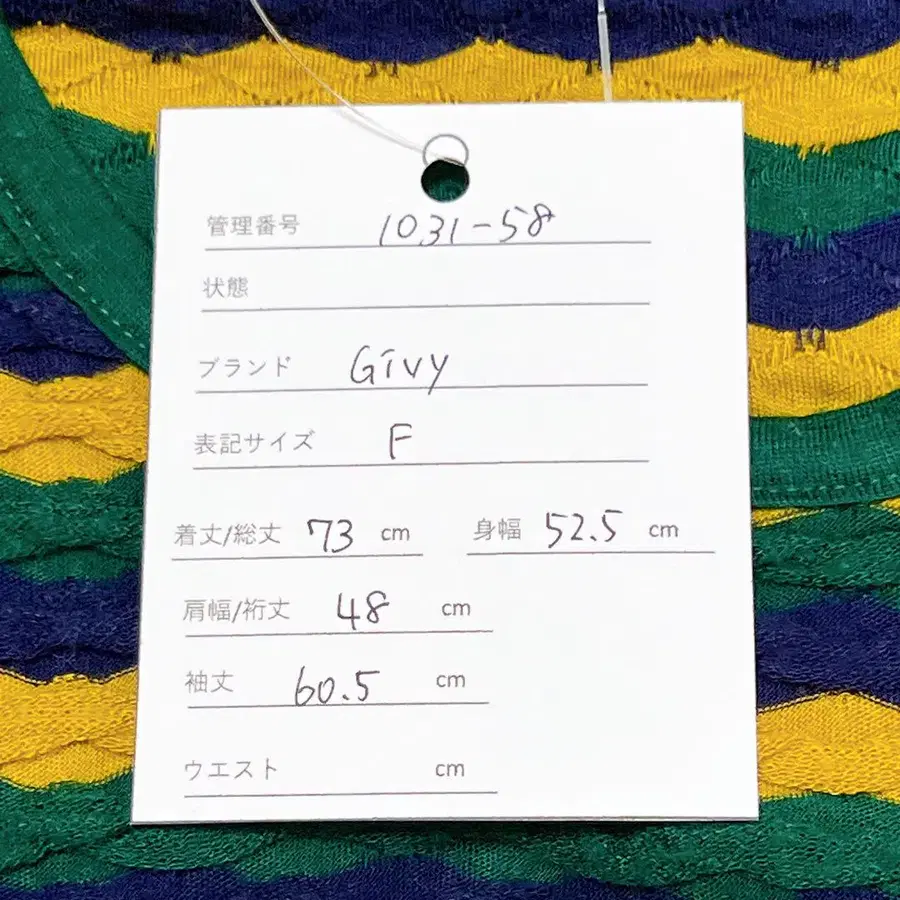 管理番号 1031-58
状態
ブランド Givy
表記サイズ F
着丈/総丈 73 cm 身幅 52.5 cm
肩幅/裄丈 48 cm
袖丈 60.5 cm
ウエスト cm